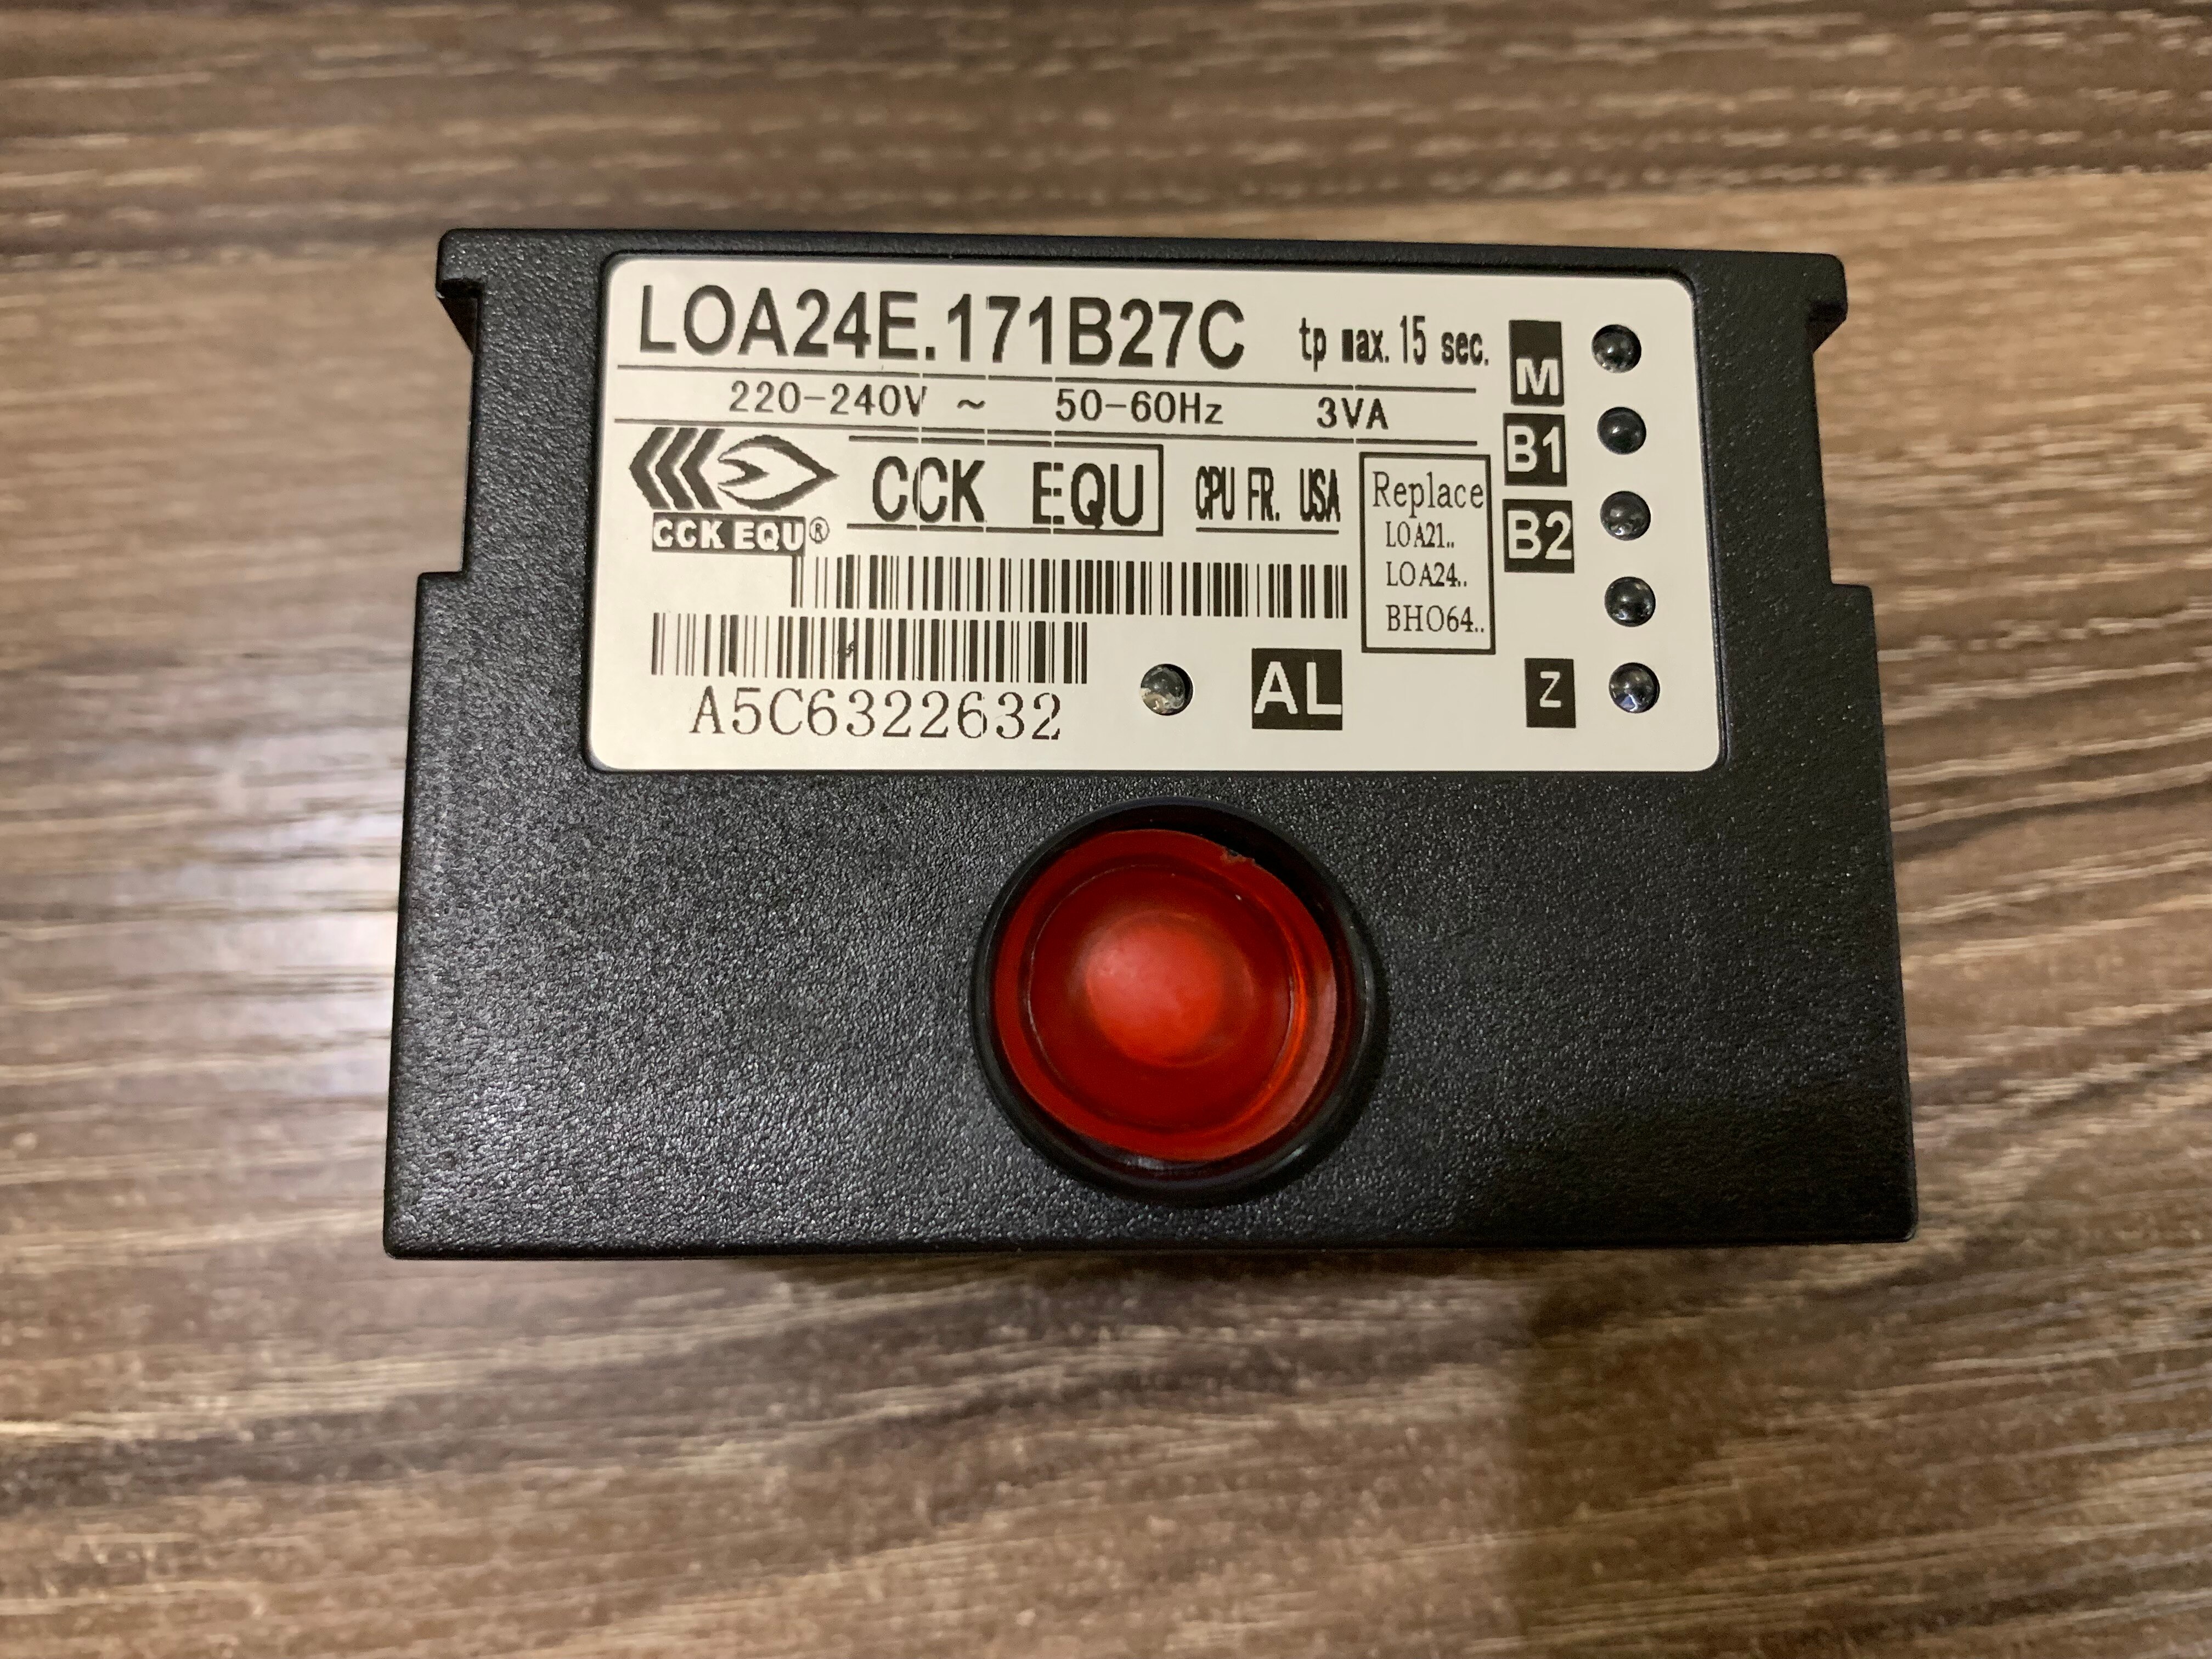 LOA24E.171B27C tp max. 15 sec.
220-240V ~ 50-60Hz 3VA
CCK EQU®
CCK EQU
CPU FR. USA
Replace
LOA21..
LOA24..
BHO64..
A5C6322632
AL
M
B1
B2
Z